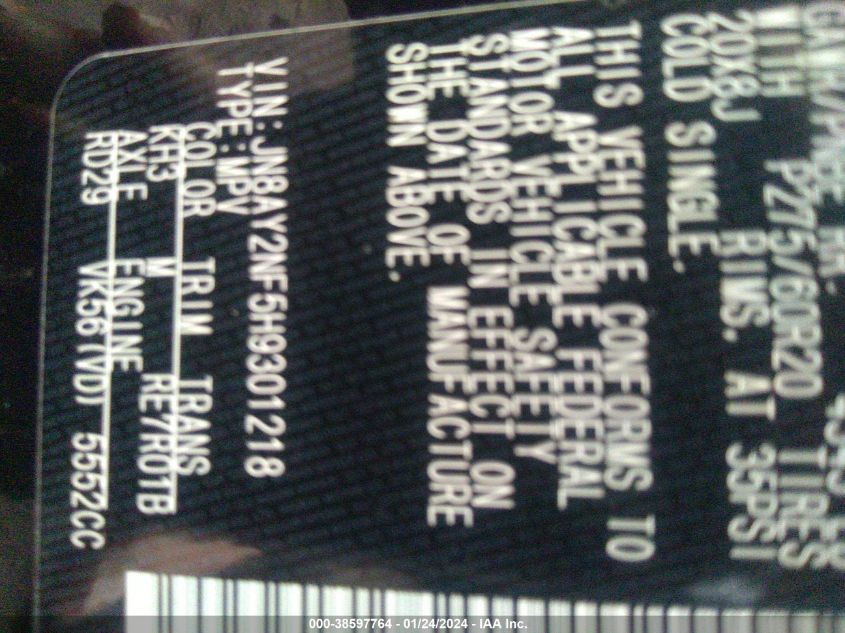 WITH P275/60R20 TIRES
20X8J RIMS. AT 35PSI
COLD SINGLE.
THIS VEHICLE CONFORMS TO
ALL APPLICABLE FEDERAL
MOTOR VEHICLE SAFETY
STANDARDS IN EFFECT ON
THE DATE OF MANUFACTURE
SHOWN ABOVE.
VIN:JN8AY2NF5H9301218
TYPE:MPV
COLOR TRIM TRANS
KH3 M RE7R01B
AXLE ENGINE
RD29 VK56(VD) 5552CC
000-38597764 - 01/24/2024 - IAA Inc.